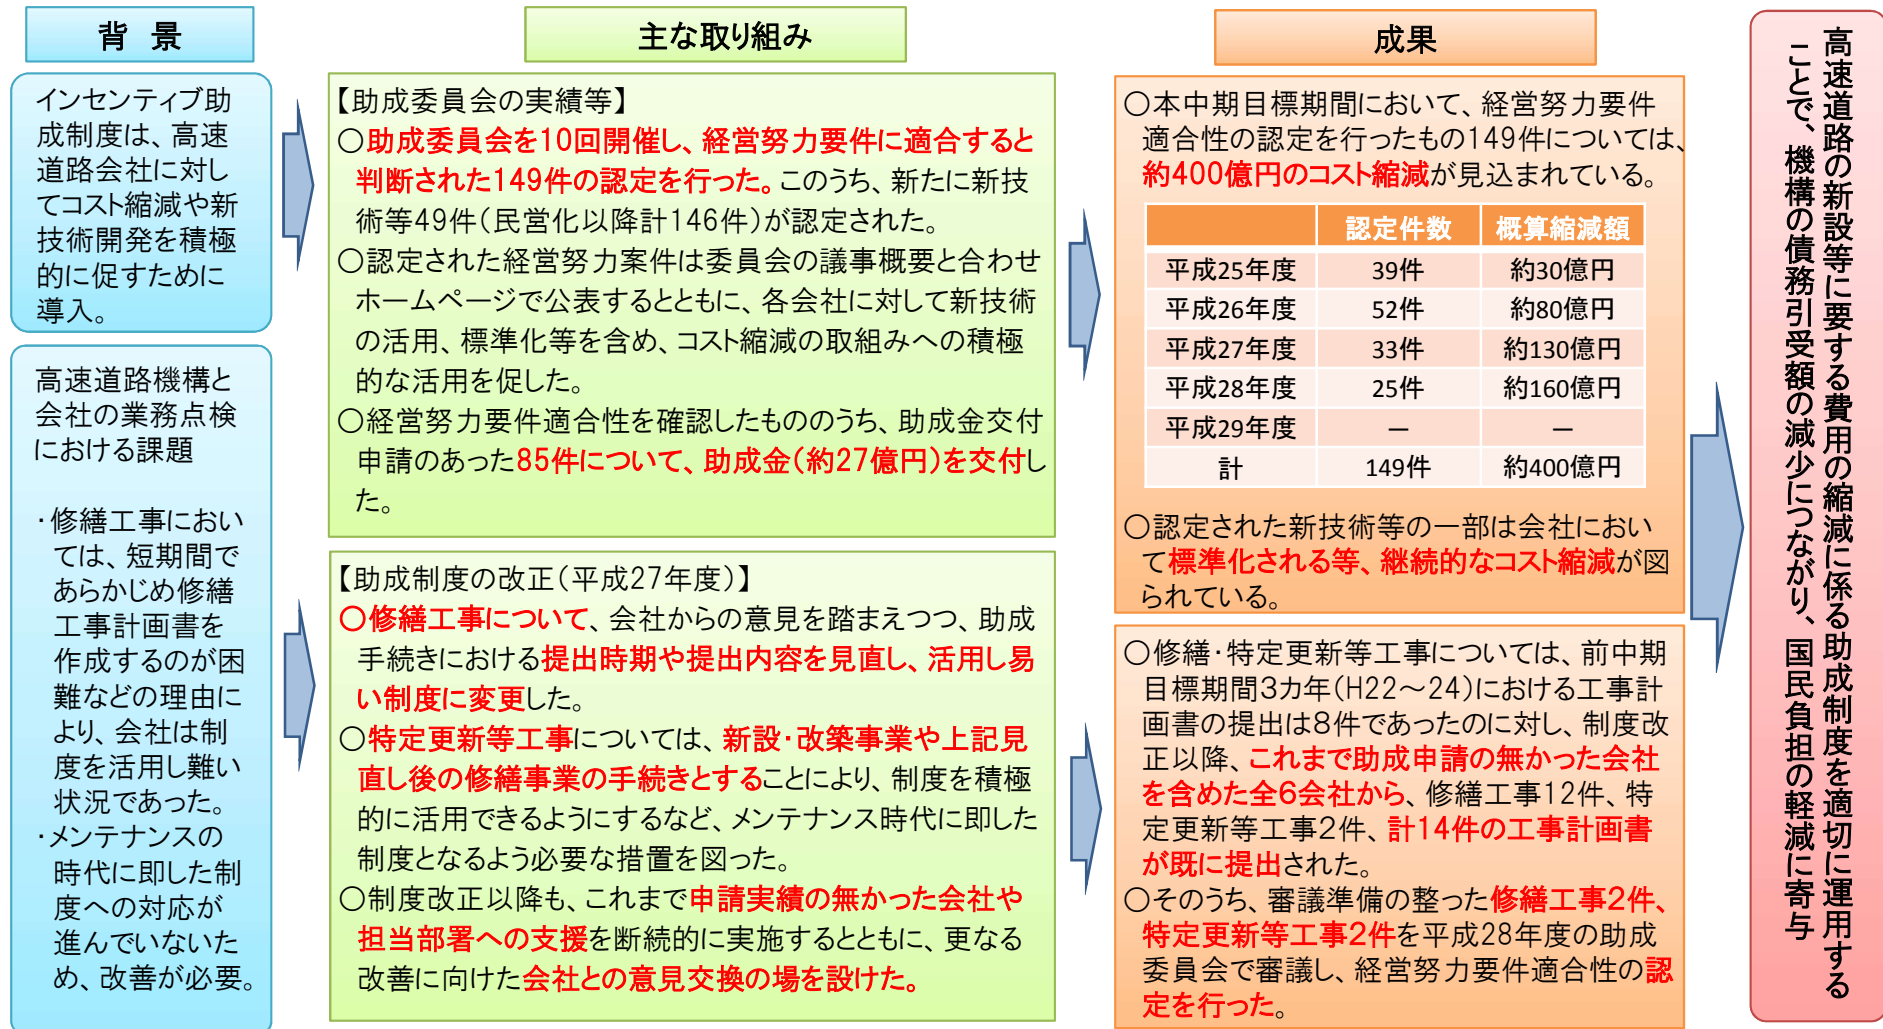 背 景
インセンティブ助
成制度は、高速
道路会社に対し
てコスト縮減や新
技術開発を積極
的に促すために
導入。
高速道路機構と
会社の業務点検
における課題
・修繕工事におい
ては、短期間で
あらかじめ修繕
工事計画書を
作成するのが困
難などの理由に
より、会社は制
度を活用し難い
状況であった。
・メンテナンスの
時代に即した制
度への対応が
進んでいないた
め、改善が必要。
主な取り組み
【助成委員会の実績等】
○助成委員会を10回開催し、経営努力要件に適合すると
判断された149件の認定を行った。このうち、新たに新技
術等49件（民営化以降計146件）が認定された。
○認定された経営努力案件は委員会の議事概要と合わせ
ホームページで公表するとともに、各会社に対して新技術
の活用、標準化等を含め、コスト縮減の取組みへの積極
的な活用を促した。
○経営努力要件適合性を確認したもののうち、助成金交付
申請のあった85件について、助成金（約27億円）を交付し
た。
【助成制度の改正（平成27年度）】
○修繕工事について、会社からの意見を踏まえつつ、助成
手続きにおける提出時期や提出内容を見直し、活用し易
い制度に変更した。
○特定更新等工事については、新設・改築事業や上記見
直し後の修繕事業の手続きとすることにより、制度を積極
的に活用できるようにするなど、メンテナンス時代に即した
制度となるよう必要な措置を図った。
○制度改正以降も、これまで申請実績の無かった会社や
担当部署への支援を断続的に実施するとともに、更なる
改善に向けた会社との意見交換の場を設けた。
成果
○本中期目標期間において、経営努力要件
適合性の認定を行ったもの149件については、
約400億円のコスト縮減が見込まれている。
認定件数 概算縮減額
平成25年度 39件 約30億円
平成26年度 52件 約80億円
平成27年度 33件 約130億円
平成28年度 25件 約160億円
平成29年度 － －
計 149件 約400億円
○認定された新技術等の一部は会社におい
て標準化される等、継続的なコスト縮減が図
られている。
○修繕・特定更新等工事については、前中期
目標期間3カ年（H22～24）における工事計
画書の提出は8件であったのに対し、制度改
正以降、これまで助成申請の無かった会社
を含めた全6会社から、修繕工事12件、特
定更新等工事2件、計14件の工事計画書
が既に提出された。
○そのうち、審議準備の整った修繕工事2件、
特定更新等工事2件を平成28年度の助成
委員会で審議し、経営努力要件適合性の認
定を行った。
高速道路の新設等に要する費用の縮減に係る助成制度を適切に運用する
ことで、機構の債務引受額の減少につながり、国民負担の軽減に寄与